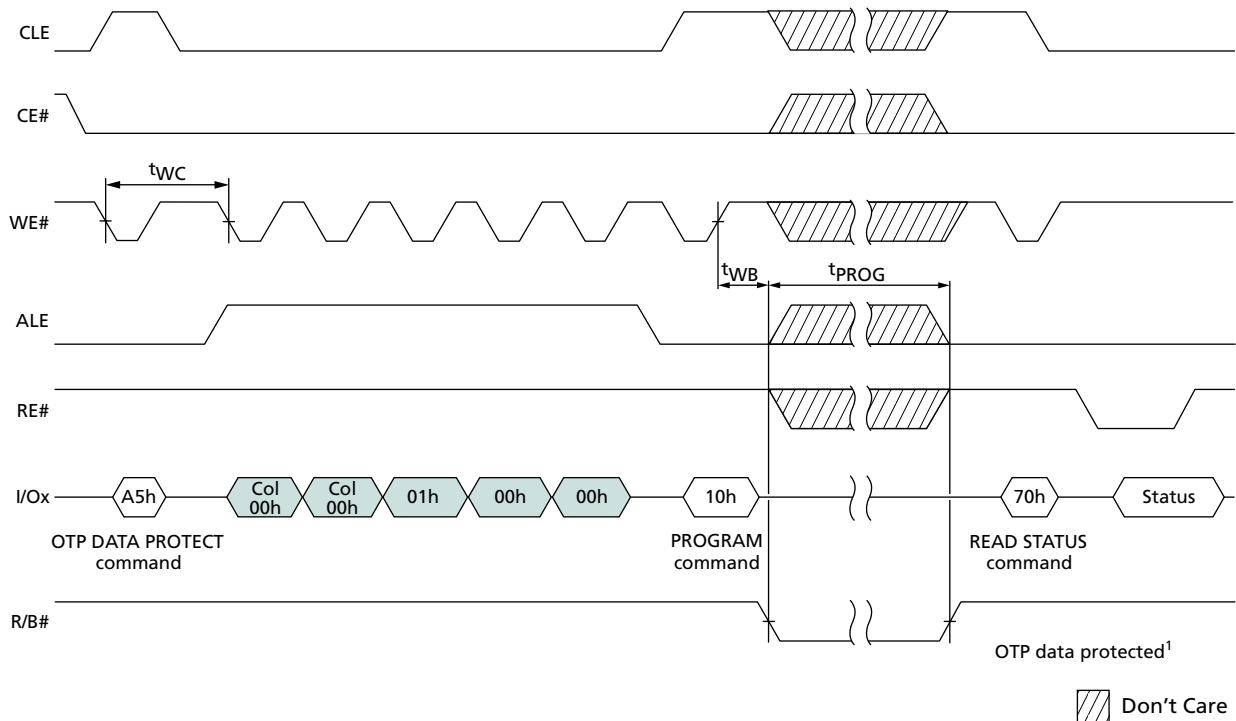 CLE
CE#
tWC
WE#
tWB
tPROG
ALE
RE#
I/Ox
A5h
Col
00h
Col
00h
01h
00h
00h
10h
70h
Status
OTP DATA PROTECT
command
PROGRAM
command
READ STATUS
command
R/B#
OTP data protected1
Don't Care